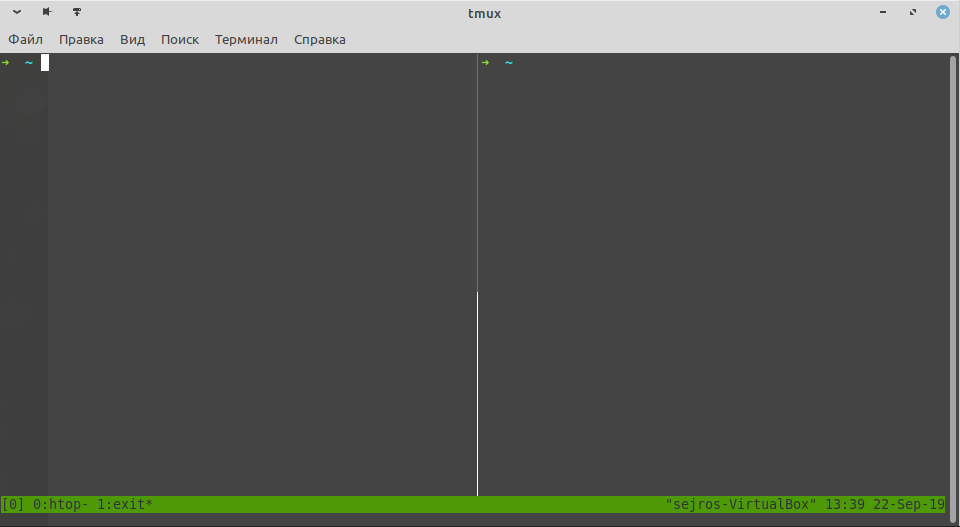 tmux
Файл Правка Вид Поиск Терминал Справка
➜ ~
➜ ~
[0] 0:htop- 1:exit* "sejros-VirtualBox" 13:39 22-Sep-19